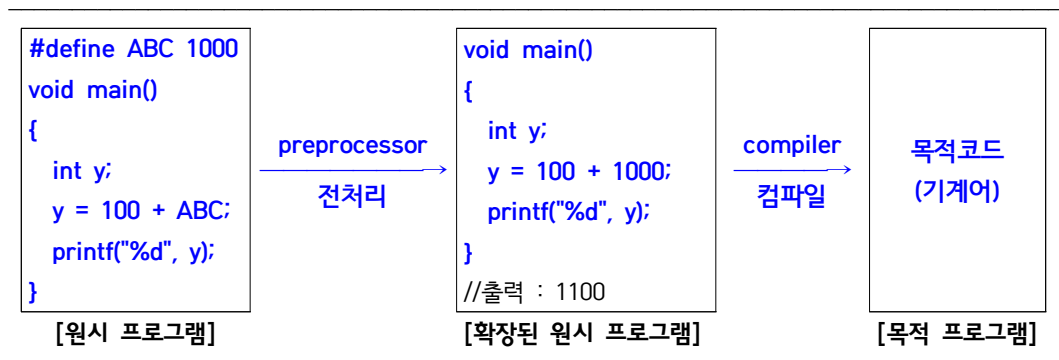 #define ABC 1000
void main()
{
int y;
y = 100 + ABC;
printf("%d", y);
}
[원시 프로그램]
preprocessor
전처리
void main()
{
int y;
y = 100 + 1000;
printf("%d", y);
}
//출력 : 1100
[확장된 원시 프로그램]
compiler
컴파일
목적코드
(기계어)
[목적 프로그램]